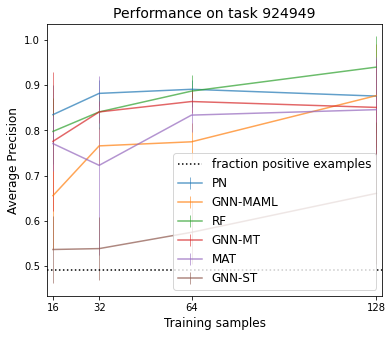 Performance on task 924949
Average Precision
1.0
0.9
0.8
0.7
0.6
0.5
fraction positive examples
PN
GNN-MAML
RF
GNN-MT
MAT
GNN-ST
16 32 64 128
Training samples